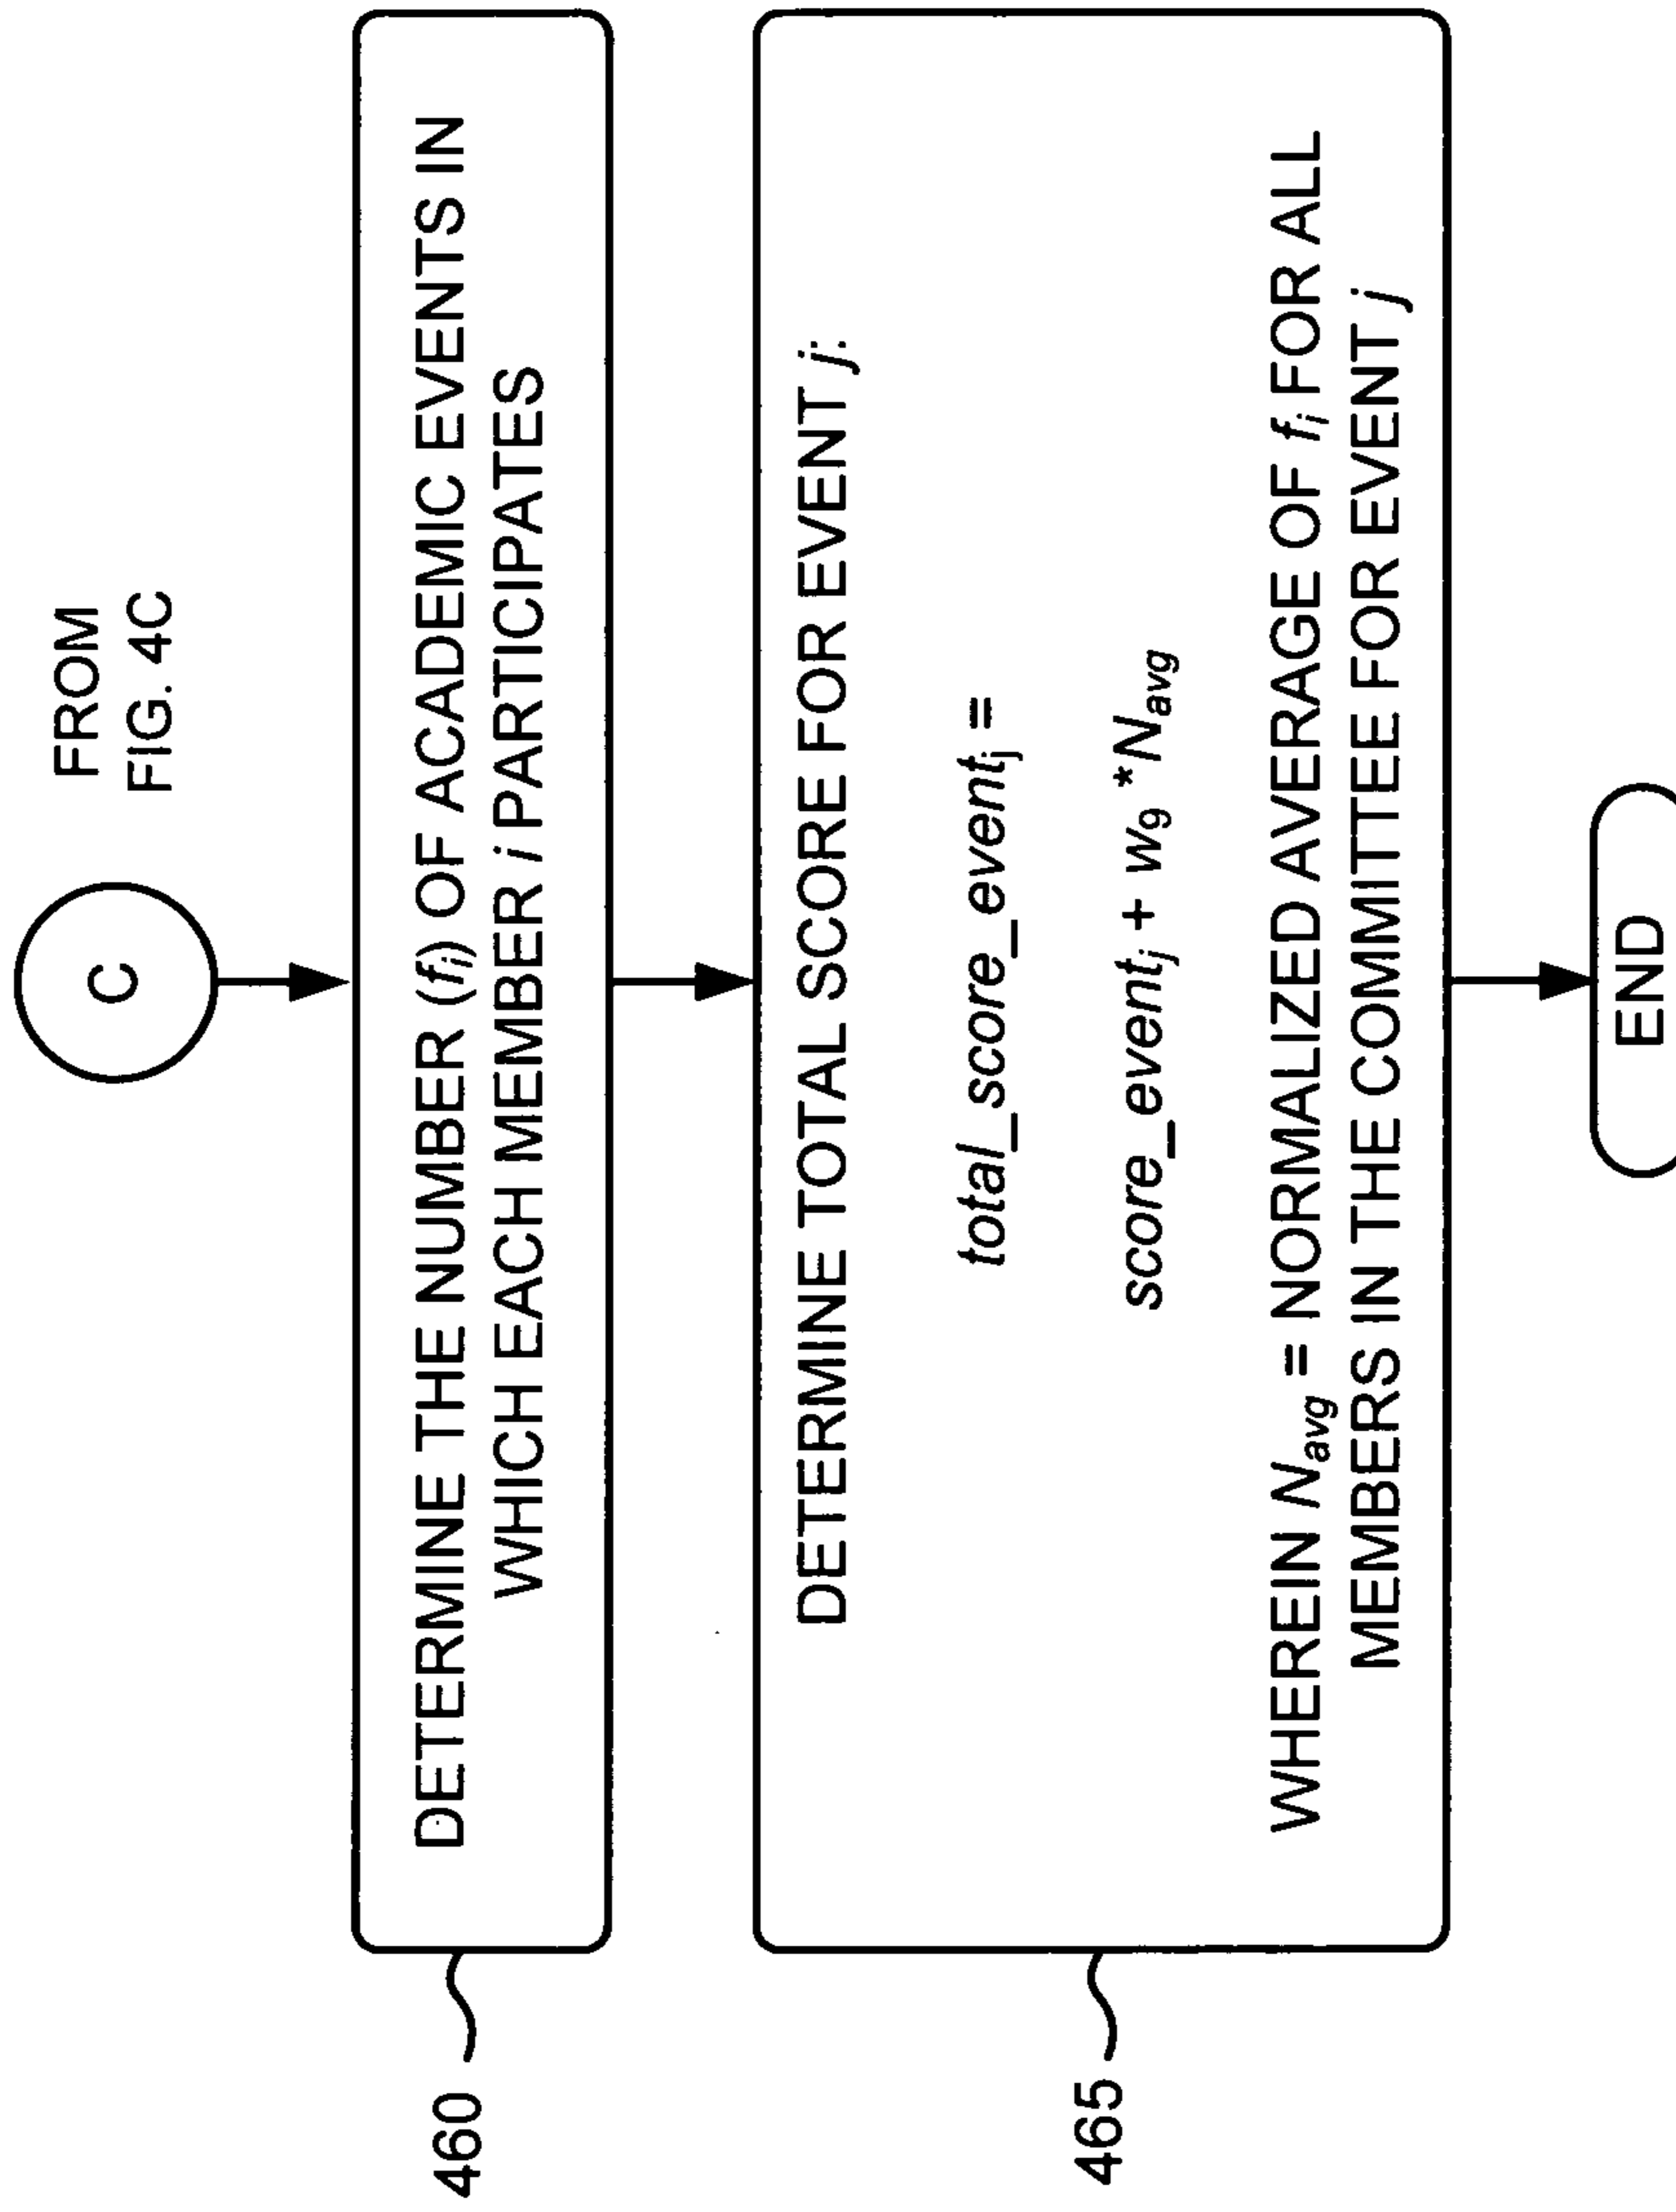 FROM
FIG. 4C
C
DETERMINE THE NUMBER (fᵢ) OF ACADEMIC EVENTS IN
WHICH EACH MEMBER i PARTICIPATES
460
DETERMINE TOTAL SCORE FOR EVENT j:
total_score_eventⱼ =
score_eventⱼ + w₉ * N_avg
WHEREIN N_avg = NORMALIZED AVERAGE OF fᵢ FOR ALL
MEMBERS IN THE COMMITTEE FOR EVENT j
465
END